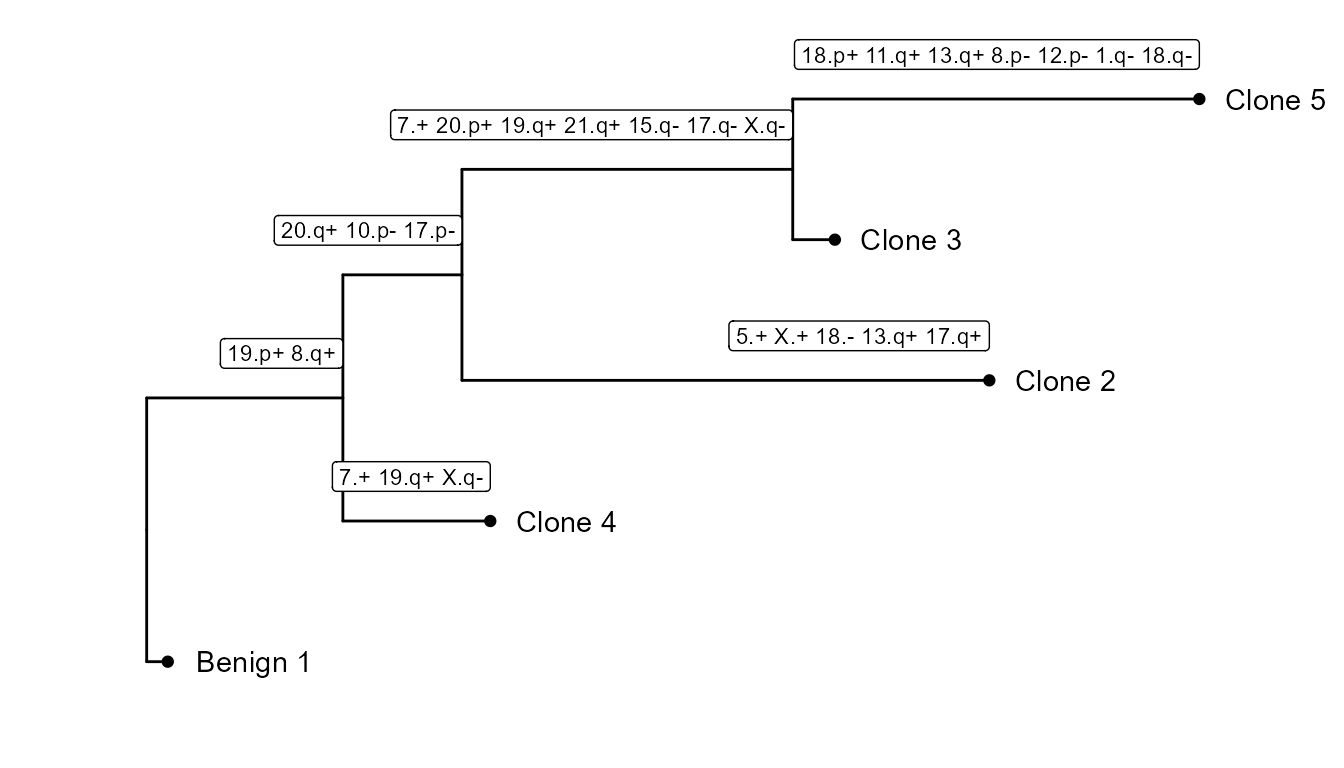 18.p+ 11.q+ 13.q+ 8.p- 12.p- 1.q- 18.q-
Clone 5
7.+ 20.p+ 19.q+ 21.q+ 15.q- 17.q- X.q-
20.q+ 10.p- 17.p-
Clone 3
5.+ X.+ 18.- 13.q+ 17.q+
19.p+ 8.q+
Clone 2
7.+ 19.q+ X.q-
Clone 4
Benign 1